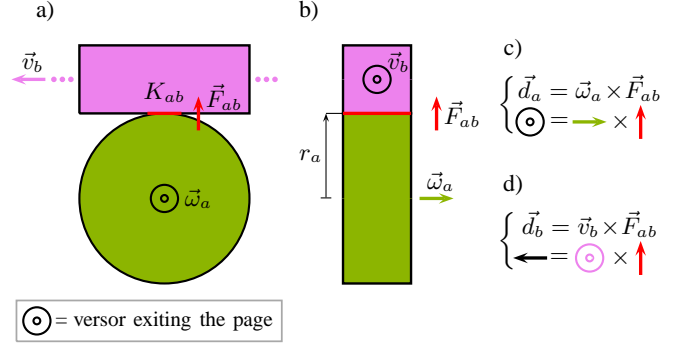 a)
v⃗_b
K_ab
F⃗_ab
ω⃗_a
b)
v⃗_b
F⃗_ab
r_a
ω⃗_a
c)
d⃗_a = ω⃗_a × F⃗_ab
= ×
d)
d⃗_b = v⃗_b × F⃗_ab
= ×
= versor exiting the page